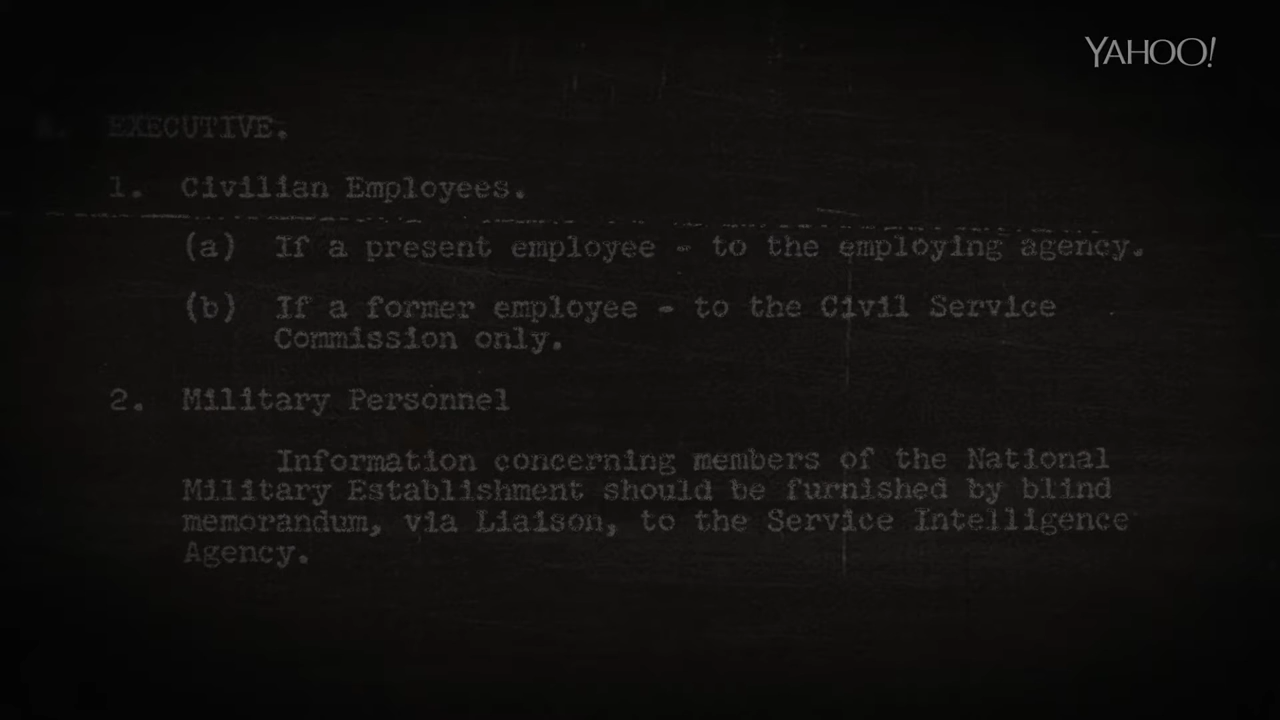 YAHOO!
EXECUTIVE.
1. Civilian Employees.
(a) If a present employee - to the employing agency.
(b) If a former employee - to the Civil Service
Commission only.
2. Military Personnel
Information concerning members of the National
Military Establishment should be furnished by blind
memorandum, via Liaison, to the Service Intelligence
Agency.